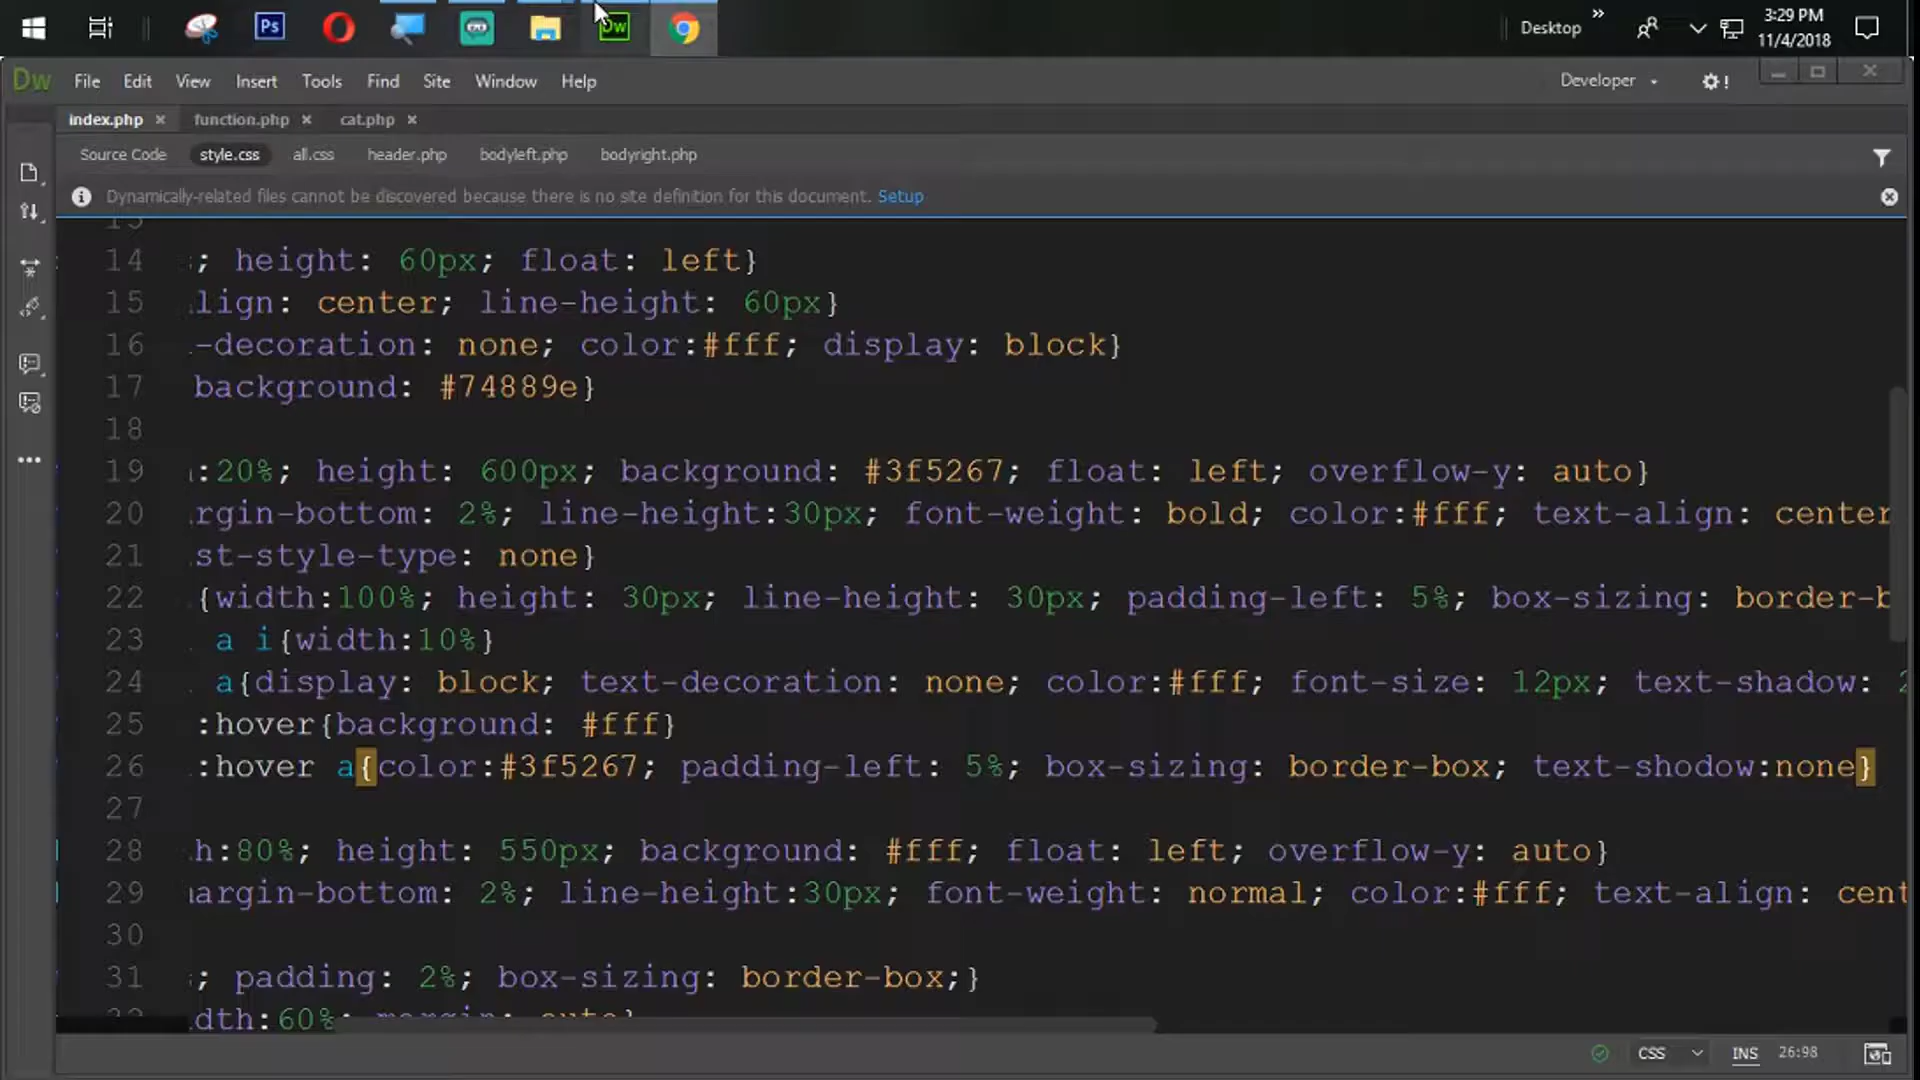 Ps
Dw
Desktop
»
3:29 PM
11/4/2018
Dw File Edit View Insert Tools Find Site Window Help
Developer
!
index.php × function.php × cat.php ×
Source Code style.css all.css header.php bodyleft.php bodyright.php
Dynamically-related files cannot be discovered because there is no site definition for this document. Setup
14 ; height: 60px; float: left}
15 lign: center; line-height: 60px}
16 -decoration: none; color:#fff; display: block}
17 background: #74889e}
18
19 :20%; height: 600px; background: #3f5267; float: left; overflow-y: auto}
20 rgin-bottom: 2%; line-height:30px; font-weight: bold; color:#fff; text-align: center
21 st-style-type: none}
22 {width:100%; height: 30px; line-height: 30px; padding-left: 5%; box-sizing: border-b
23 a i{width:10%}
24 a{display: block; text-decoration: none; color:#fff; font-size: 12px; text-shadow: 2
25 :hover{background: #fff}
26 :hover a{color:#3f5267; padding-left: 5%; box-sizing: border-box; text-shodow:none}
27
28 h:80%; height: 550px; background: #fff; float: left; overflow-y: auto}
29 argin-bottom: 2%; line-height:30px; font-weight: normal; color:#fff; text-align: cent
30
31 ; padding: 2%; box-sizing: border-box;}
dth:60%; margin: auto}
CSS INS 26:98